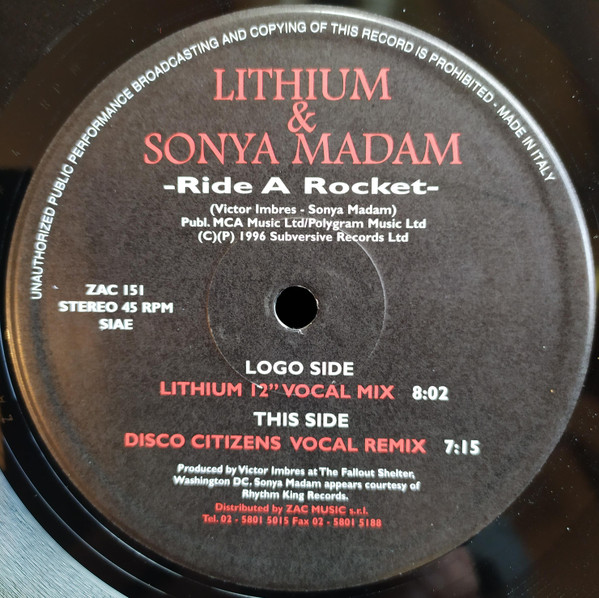 UNAUTHORIZED PUBLIC PERFORMANCE BROADCASTING AND COPYING OF THIS RECORD IS PROHIBITED - MADE IN ITALY
LITHIUM
&
SONYA MADAM
-Ride A Rocket-
(Victor Imbres - Sonya Madam)
Publ. MCA Music Ltd/Polygram Music Ltd
(C)(P) 1996 Subversive Records Ltd
ZAC 151
STEREO 45 RPM
SIAE
LOGO SIDE
LITHIUM 12" VOCAL MIX 8:02
THIS SIDE
DISCO CITIZENS VOCAL REMIX 7:15
Produced by Victor Imbres at The Fallout Shelter,
Washington DC. Sonya Madam appears courtesy of
Rhythm King Records.
Distributed by ZAC MUSIC s.r.l.
Tel. 02 - 5801 5015 Fax 02 - 5801 5188